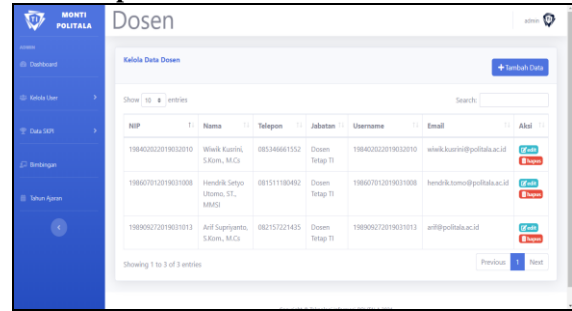 MONTI
POLITALA
Dosen
admin
Admin
Dashboard
Kelola User
Data SKPI
Bimbingan
Tahun Ajaran
Kelola Data Dosen
+ Tambah Data
Show 10 entries
Search:
NIP Nama Telepon Jabatan Username Email Aksi
198402022019032010 Wiwik Kusrini, 085346661552 Dosen 198402022019032010 wiwik.kusrini@politala.ac.id edit
S.Kom., M.Cs Tetap TI hapus
198607012019031008 Hendrik Setyo 081511180492 Dosen 198607012019031008 hendrik.tomo@politala.ac.id edit
Utomo, ST., Tetap TI hapus
MMSI
198909272019031013 Arif Supriyanto, 082157221435 Dosen 198909272019031013 arif@politala.ac.id edit
S.Kom., M.Cs Tetap TI hapus
Showing 1 to 3 of 3 entries
Previous 1 Next